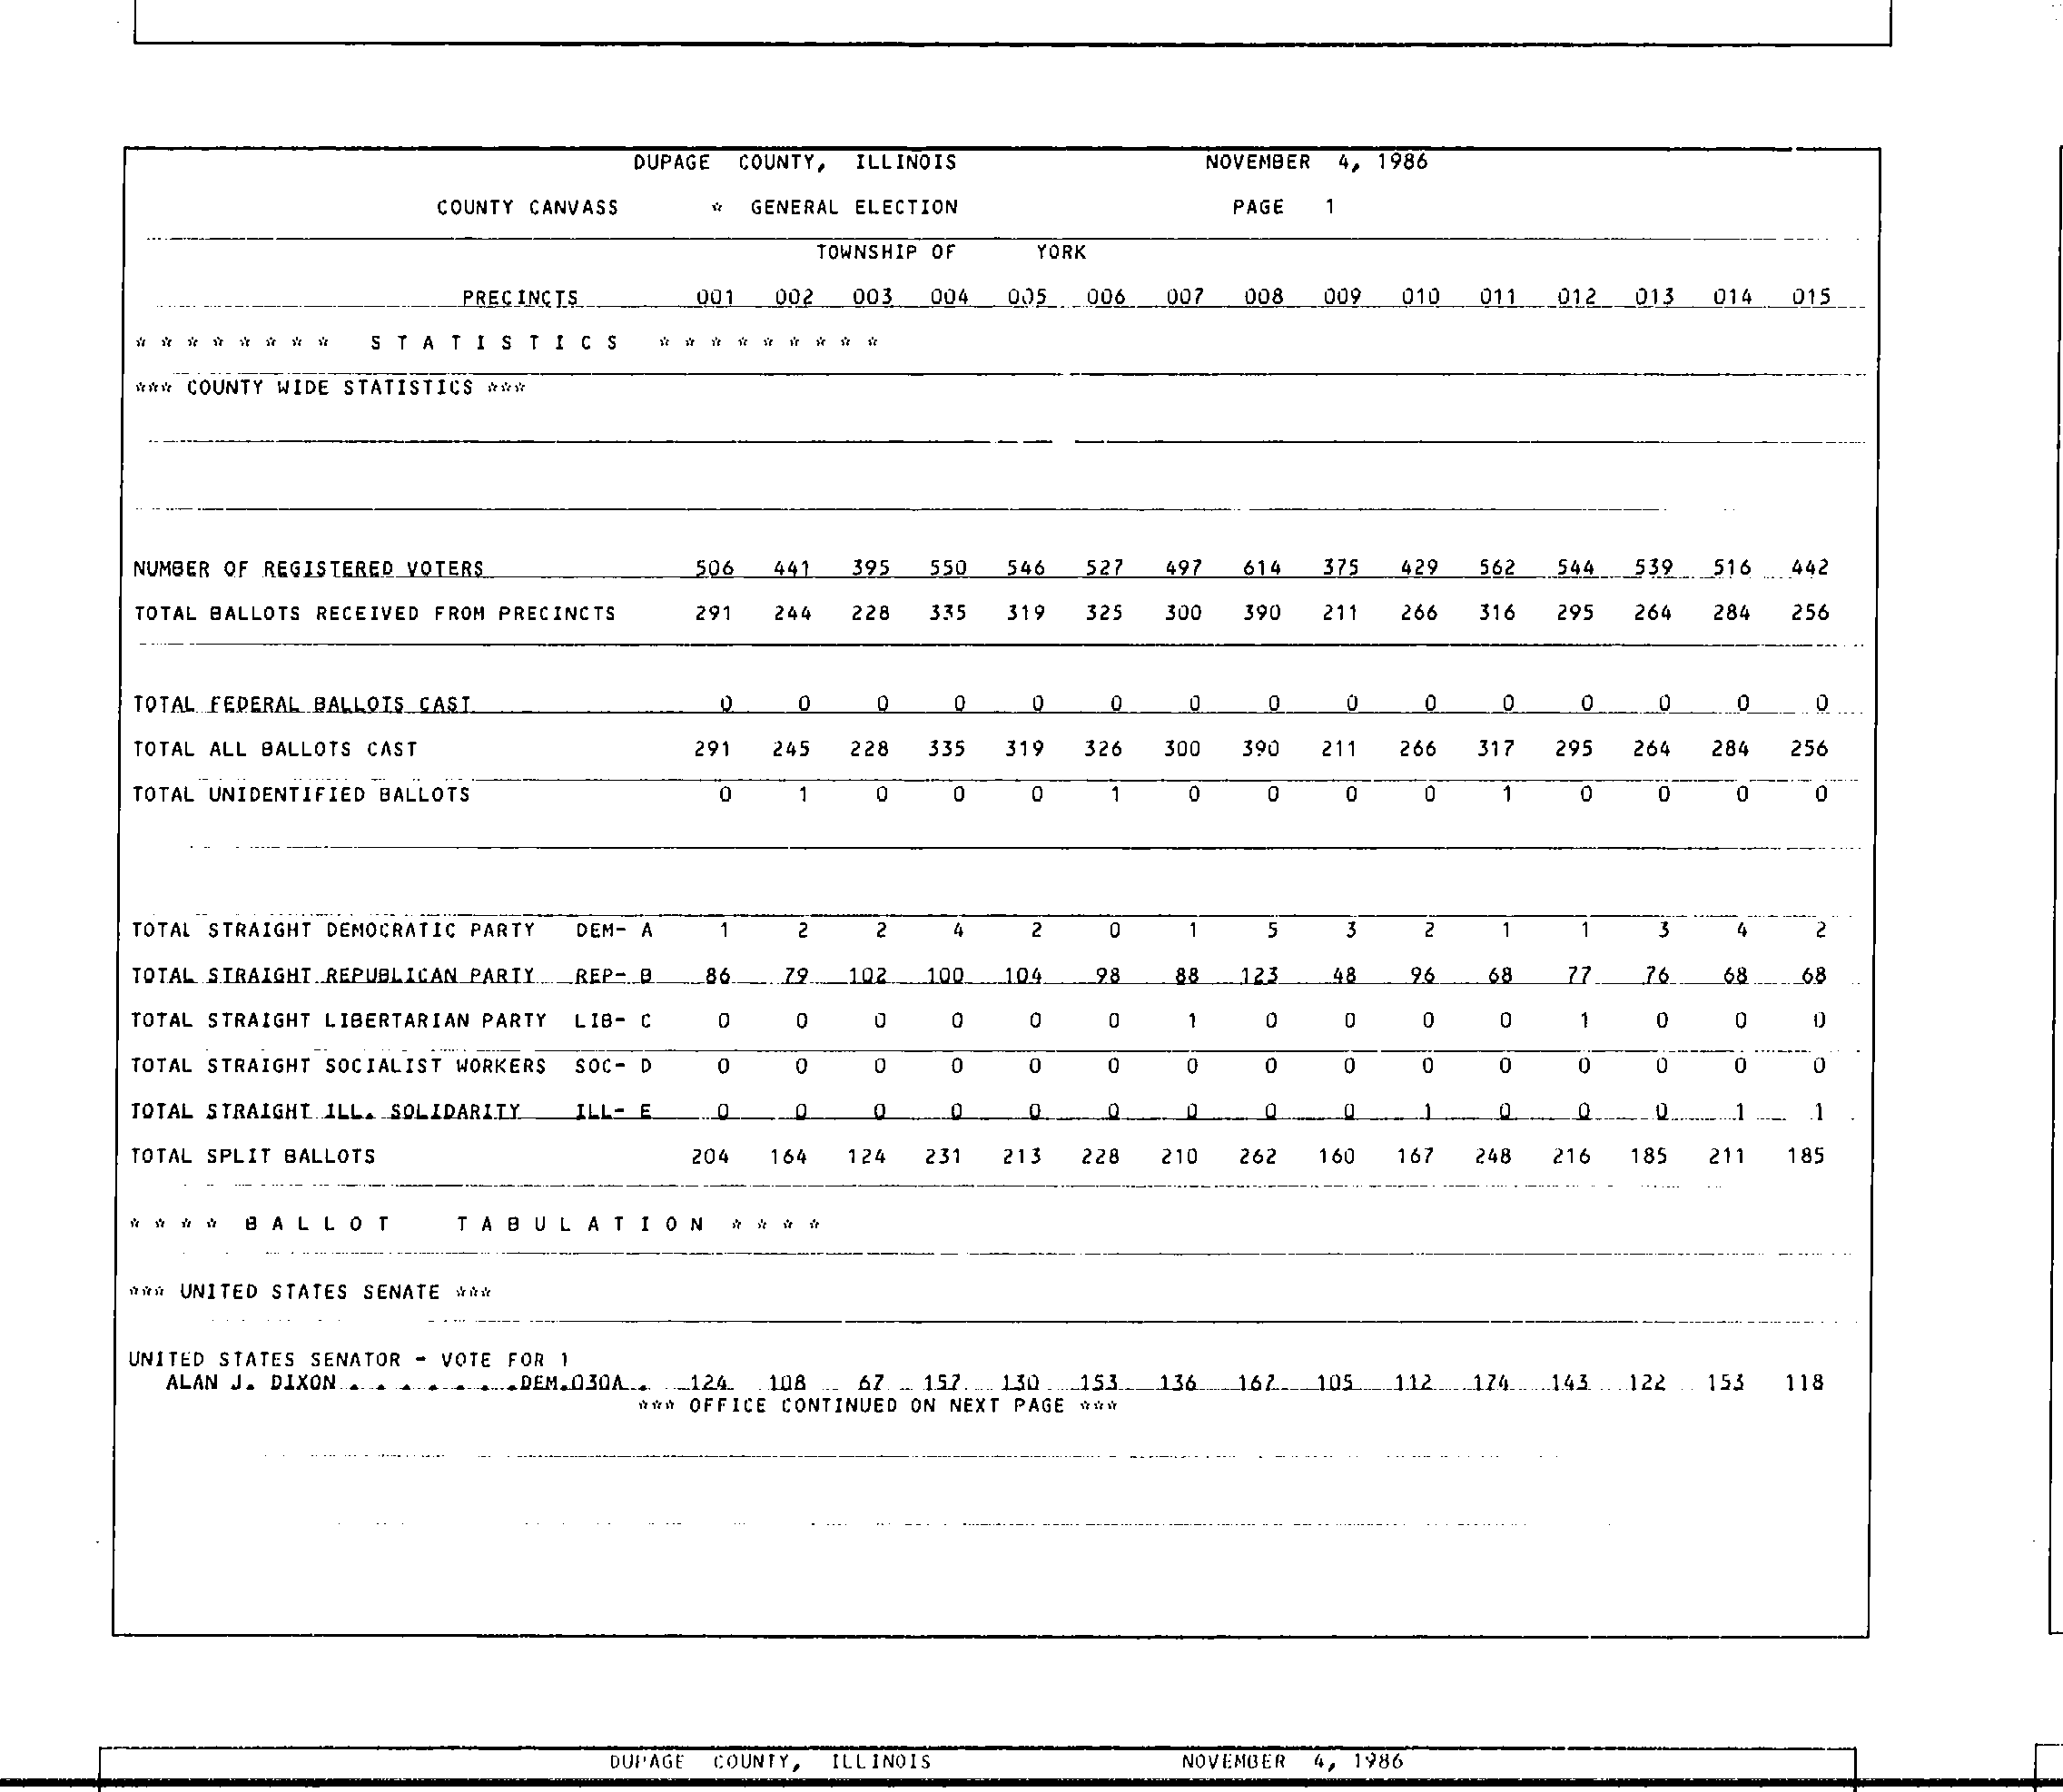 DUPAGE COUNTY, ILLINOIS NOVEMBER 4, 1986
COUNTY CANVASS * GENERAL ELECTION PAGE 1
TOWNSHIP OF YORK
PRECINCTS 001 002 003 004 005 006 007 008 009 010 011 012 013 014 015
* * * * * * * * S T A T I S T I C S * * * * * * * * *
*** COUNTY WIDE STATISTICS ***
NUMBER OF REGISTERED VOTERS 506 441 395 550 546 527 497 614 375 429 562 544 539 516 442
TOTAL BALLOTS RECEIVED FROM PRECINCTS 291 244 228 335 319 325 300 390 211 266 316 295 264 284 256
TOTAL FEDERAL BALLOTS CAST 0 0 0 0 0 0 0 0 0 0 0 0 0 0 0
TOTAL ALL BALLOTS CAST 291 245 228 335 319 326 300 390 211 266 317 295 264 284 256
TOTAL UNIDENTIFIED BALLOTS 0 1 0 0 0 1 0 0 0 0 1 0 0 0 0
TOTAL STRAIGHT DEMOCRATIC PARTY DEM- A 1 2 2 4 2 0 1 5 3 2 1 1 3 4 2
TOTAL STRAIGHT REPUBLICAN PARTY REP- B 86 79 102 100 104 98 88 123 48 96 68 77 76 68 68
TOTAL STRAIGHT LIBERTARIAN PARTY LIB- C 0 0 0 0 0 0 1 0 0 0 0 1 0 0 0
TOTAL STRAIGHT SOCIALIST WORKERS SOC- D 0 0 0 0 0 0 0 0 0 0 0 0 0 0 0
TOTAL STRAIGHT ILL. SOLIDARITY ILL- E 0 0 0 0 0 0 0 0 0 1 0 0 0 1 1
TOTAL SPLIT BALLOTS 204 164 124 231 213 228 210 262 160 167 248 216 185 211 185
* * * * B A L L O T T A B U L A T I O N * * * *
*** UNITED STATES SENATE ***
UNITED STATES SENATOR - VOTE FOR 1
ALAN J. DIXON . . . . . . . .DEM.030A . 124 108 67 157 130 153 136 167 105 112 174 143 122 153 118
*** OFFICE CONTINUED ON NEXT PAGE ***
DUPAGE COUNTY, ILLINOIS NOVEMBER 4, 1986